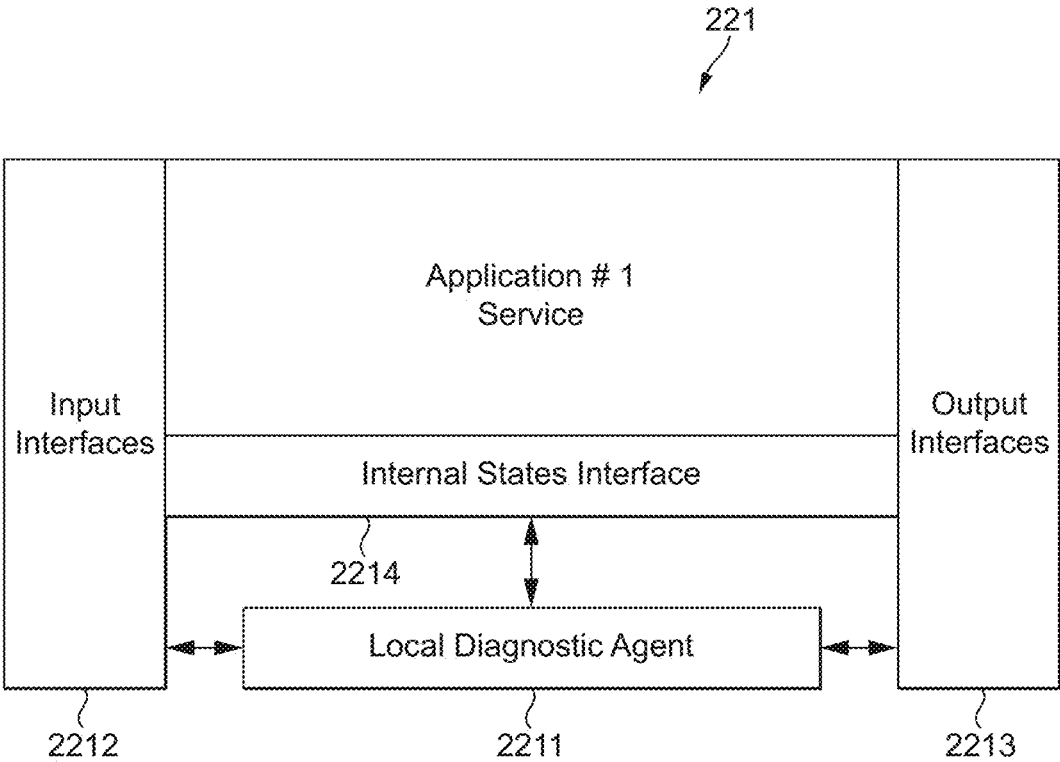 221
Application # 1
Service
Input
Interfaces
Output
Interfaces
Internal States Interface
2214
Local Diagnostic Agent
2212
2211
2213